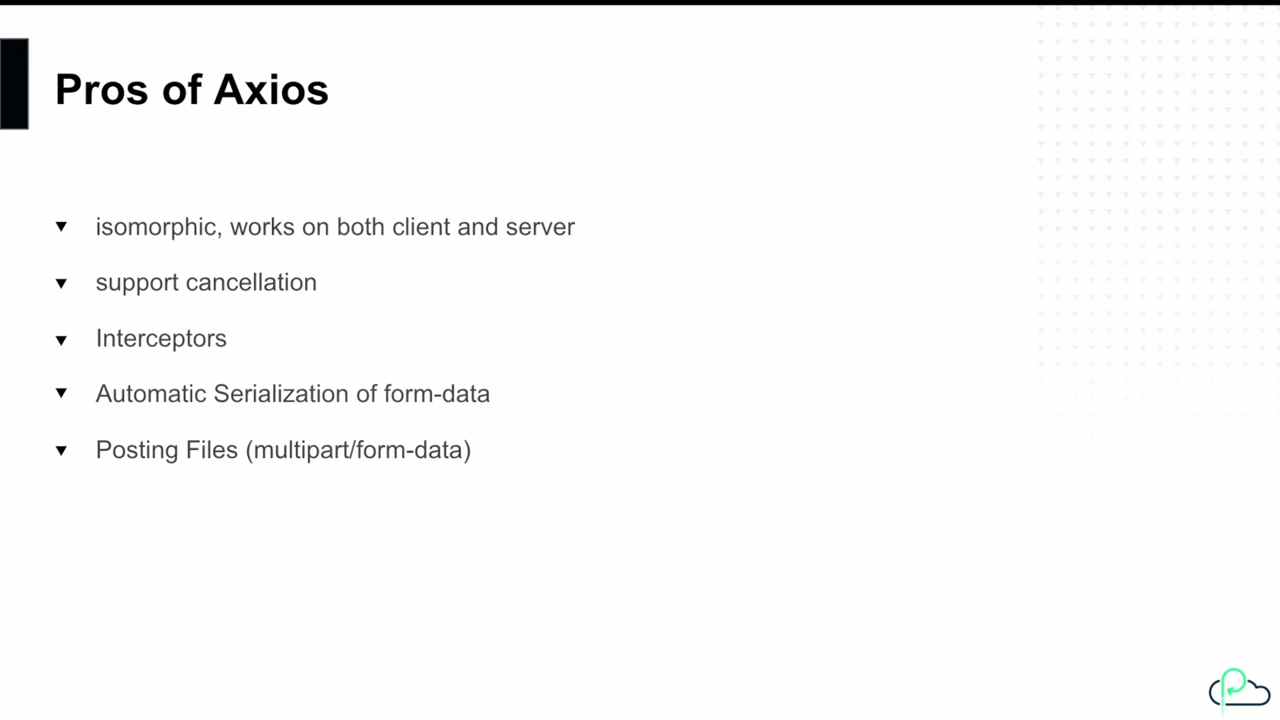 Pros of Axios
isomorphic, works on both client and server
support cancellation
Interceptors
Automatic Serialization of form-data
Posting Files (multipart/form-data)